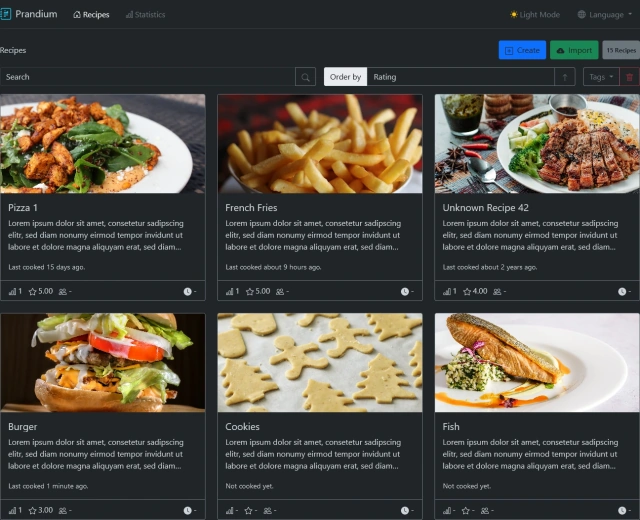 Prandium Recipes Statistics Light Mode Language
Recipes Create Import 15 Recipes
Search Order by Rating Tags
Pizza 1
Lorem ipsum dolor sit amet, consetetur sadipscing
elitr, sed diam nonumy eirmod tempor invidunt ut
labore et dolore magna aliquyam erat, sed diam...
Last cooked 15 days ago.
1 5.00 - -
French Fries
Lorem ipsum dolor sit amet, consetetur sadipscing
elitr, sed diam nonumy eirmod tempor invidunt ut
labore et dolore magna aliquyam erat, sed diam...
Last cooked about 9 hours ago.
1 5.00 - -
Unknown Recipe 42
Lorem ipsum dolor sit amet, consetetur sadipscing
elitr, sed diam nonumy eirmod tempor invidunt ut
labore et dolore magna aliquyam erat, sed diam...
Last cooked about 2 years ago.
1 4.00 - -
Burger
Lorem ipsum dolor sit amet, consetetur sadipscing
elitr, sed diam nonumy eirmod tempor invidunt ut
labore et dolore magna aliquyam erat, sed diam...
Last cooked 1 minute ago.
1 3.00 - -
Cookies
Lorem ipsum dolor sit amet, consetetur sadipscing
elitr, sed diam nonumy eirmod tempor invidunt ut
labore et dolore magna aliquyam erat, sed diam...
Not cooked yet.
- - - -
Fish
Lorem ipsum dolor sit amet, consetetur sadipscing
elitr, sed diam nonumy eirmod tempor invidunt ut
labore et dolore magna aliquyam erat, sed diam...
Not cooked yet.
- - - -